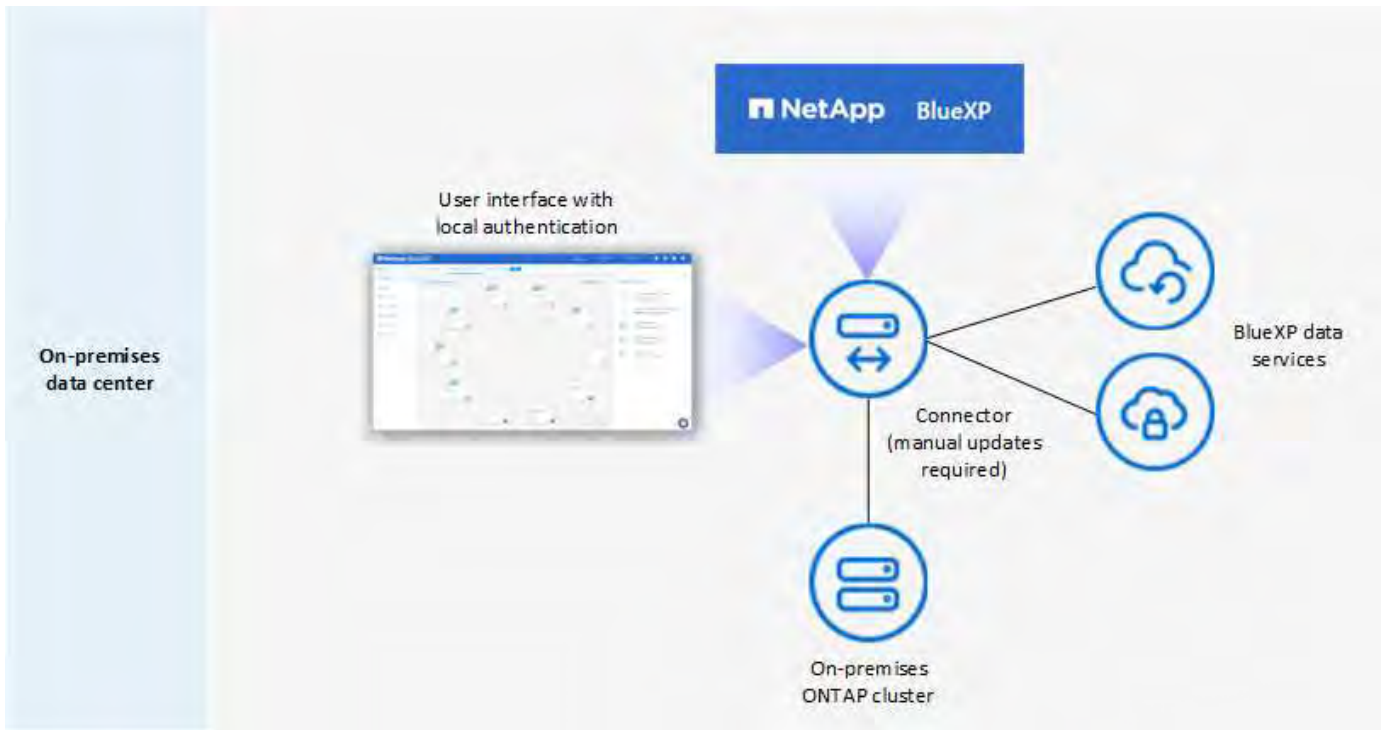 NetApp BlueXP
User interface with
local authentication
On-premises
data center
BlueXP data
services
Connector
(manual updates
required)
On-premises
ONTAP cluster